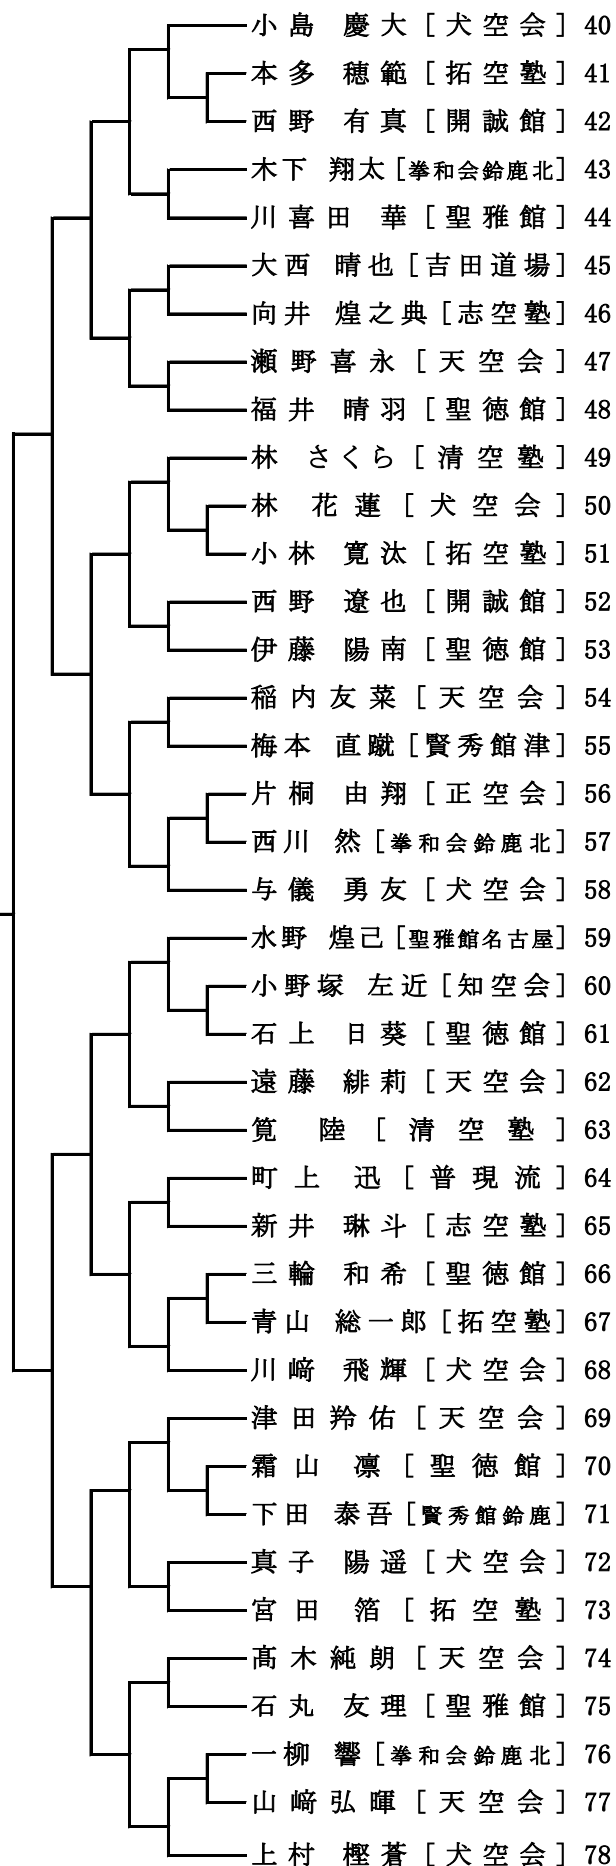 小島 慶大 [犬空会] 40
本多 穂範 [拓空塾] 41
西野 有真 [開誠館] 42
木下 翔太 [拳和会鈴鹿北] 43
川喜田 華 [聖雅館] 44
大西 晴也 [吉田道場] 45
向井 煌之典 [志空塾] 46
瀬野喜永 [天空会] 47
福井 晴羽 [聖徳館] 48
林 さくら [清空塾] 49
林 花蓮 [犬空会] 50
小林 寛汰 [拓空塾] 51
西野 遼也 [開誠館] 52
伊藤 陽南 [聖徳館] 53
稲内友菜 [天空会] 54
梅本 直蹴 [賢秀館津] 55
片桐 由翔 [正空会] 56
西川 然 [拳和会鈴鹿北] 57
与儀 勇友 [犬空会] 58
水野 煌己 [聖雅館名古屋] 59
小野塚 左近 [知空会] 60
石上 日葵 [聖徳館] 61
遠藤 緋莉 [天空会] 62
筧 陸 [清空塾] 63
町上 迅 [普現流] 64
新井 琳斗 [志空塾] 65
三輪 和希 [聖徳館] 66
青山 総一郎 [拓空塾] 67
川﨑 飛輝 [犬空会] 68
津田羚佑 [天空会] 69
霜山 凛 [聖徳館] 70
下田 泰吾 [賢秀館鈴鹿] 71
真子 陽遥 [犬空会] 72
宮田 箔 [拓空塾] 73
髙木純朗 [天空会] 74
石丸 友理 [聖雅館] 75
一柳 響 [拳和会鈴鹿北] 76
山﨑弘暉 [天空会] 77
上村 樫蒼 [犬空会] 78